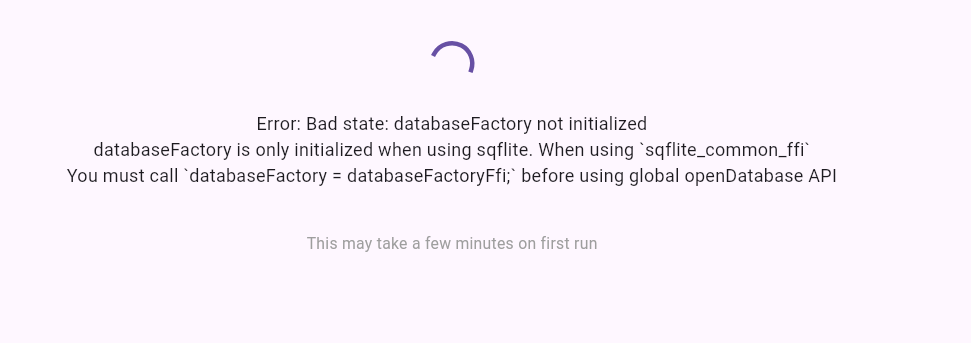 Error: Bad state: databaseFactory not initialized
databaseFactory is only initialized when using sqflite. When using `sqflite_common_ffi`
You must call `databaseFactory = databaseFactoryFfi;` before using global openDatabase API
This may take a few minutes on first run